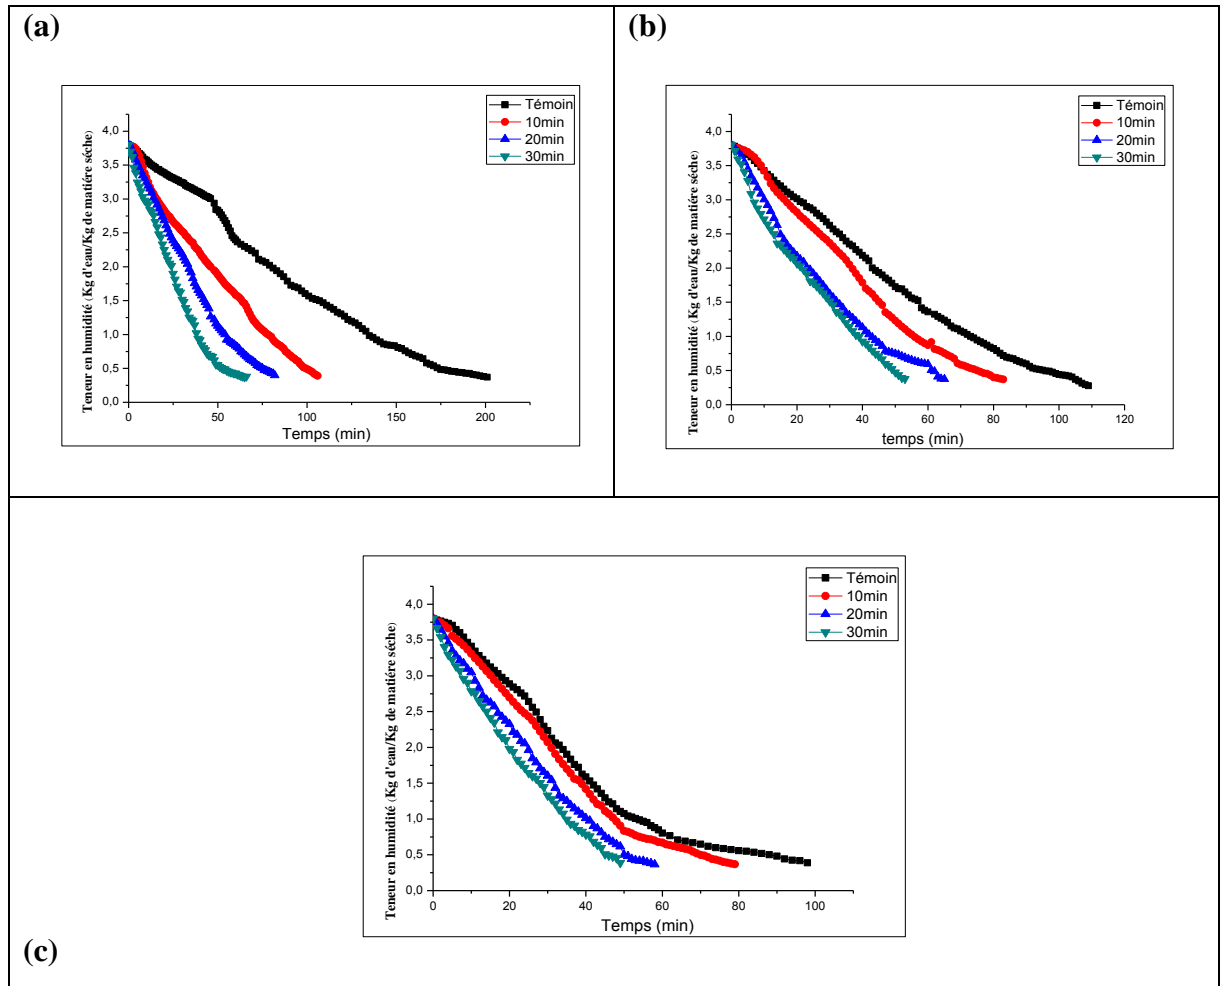 (a)
Témoin
10min
20min
30min
4,0
3,5
3,0
2,5
2,0
1,5
1,0
0,5
0,0
0
50
100
150
200
Temps (min)
Teneur en humidité (Kg d'eau/Kg de matiére séche)
(b)
Témoin
10min
20min
30min
4,0
3,5
3,0
2,5
2,0
1,5
1,0
0,5
0,0
0
20
40
60
80
100
120
temps (min)
Teneur en humidité (Kg d'eau/Kg de matiére séche)
Témoin
10min
20min
30min
4,0
3,5
3,0
2,5
2,0
1,5
1,0
0,5
0,0
0
20
40
60
80
100
Temps (min)
Teneur en humidité (Kg d'eau/Kg de matiére séche)
(c)